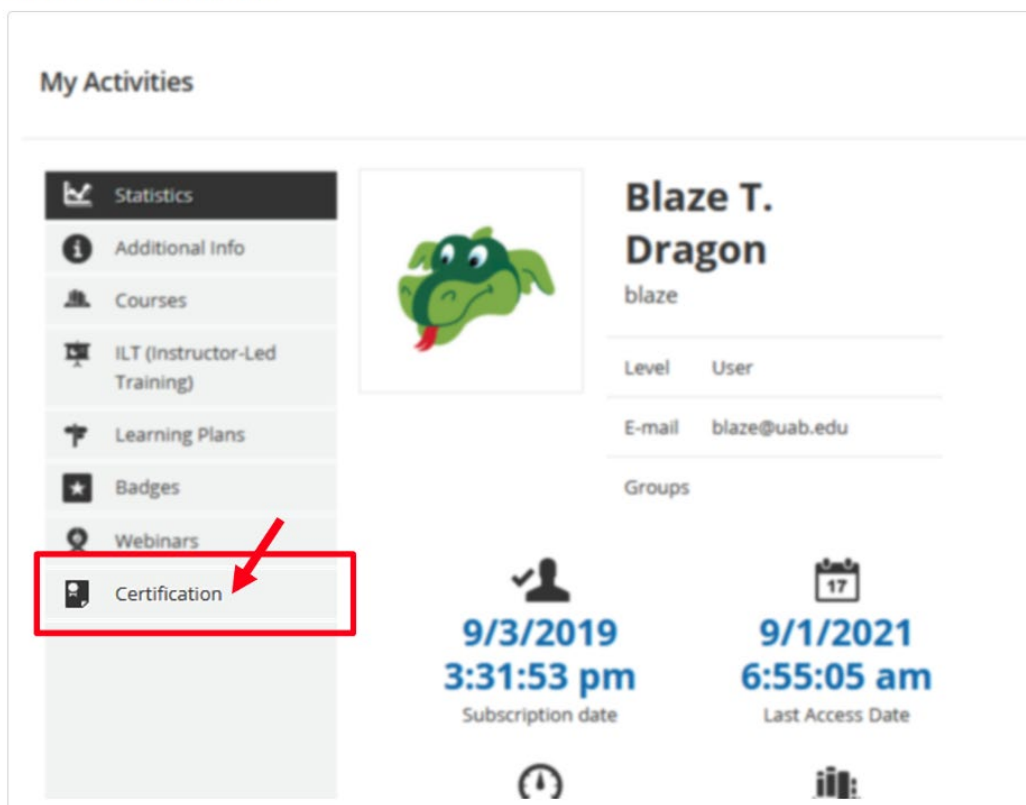 My Activities
Statistics
Additional Info
Courses
ILT (Instructor-Led
Training)
Learning Plans
Badges
Webinars
Certification
Blaze T.
Dragon
blaze
Level User
E-mail blaze@uab.edu
Groups
17
9/3/2019
3:31:53 pm
Subscription date
9/1/2021
6:55:05 am
Last Access Date